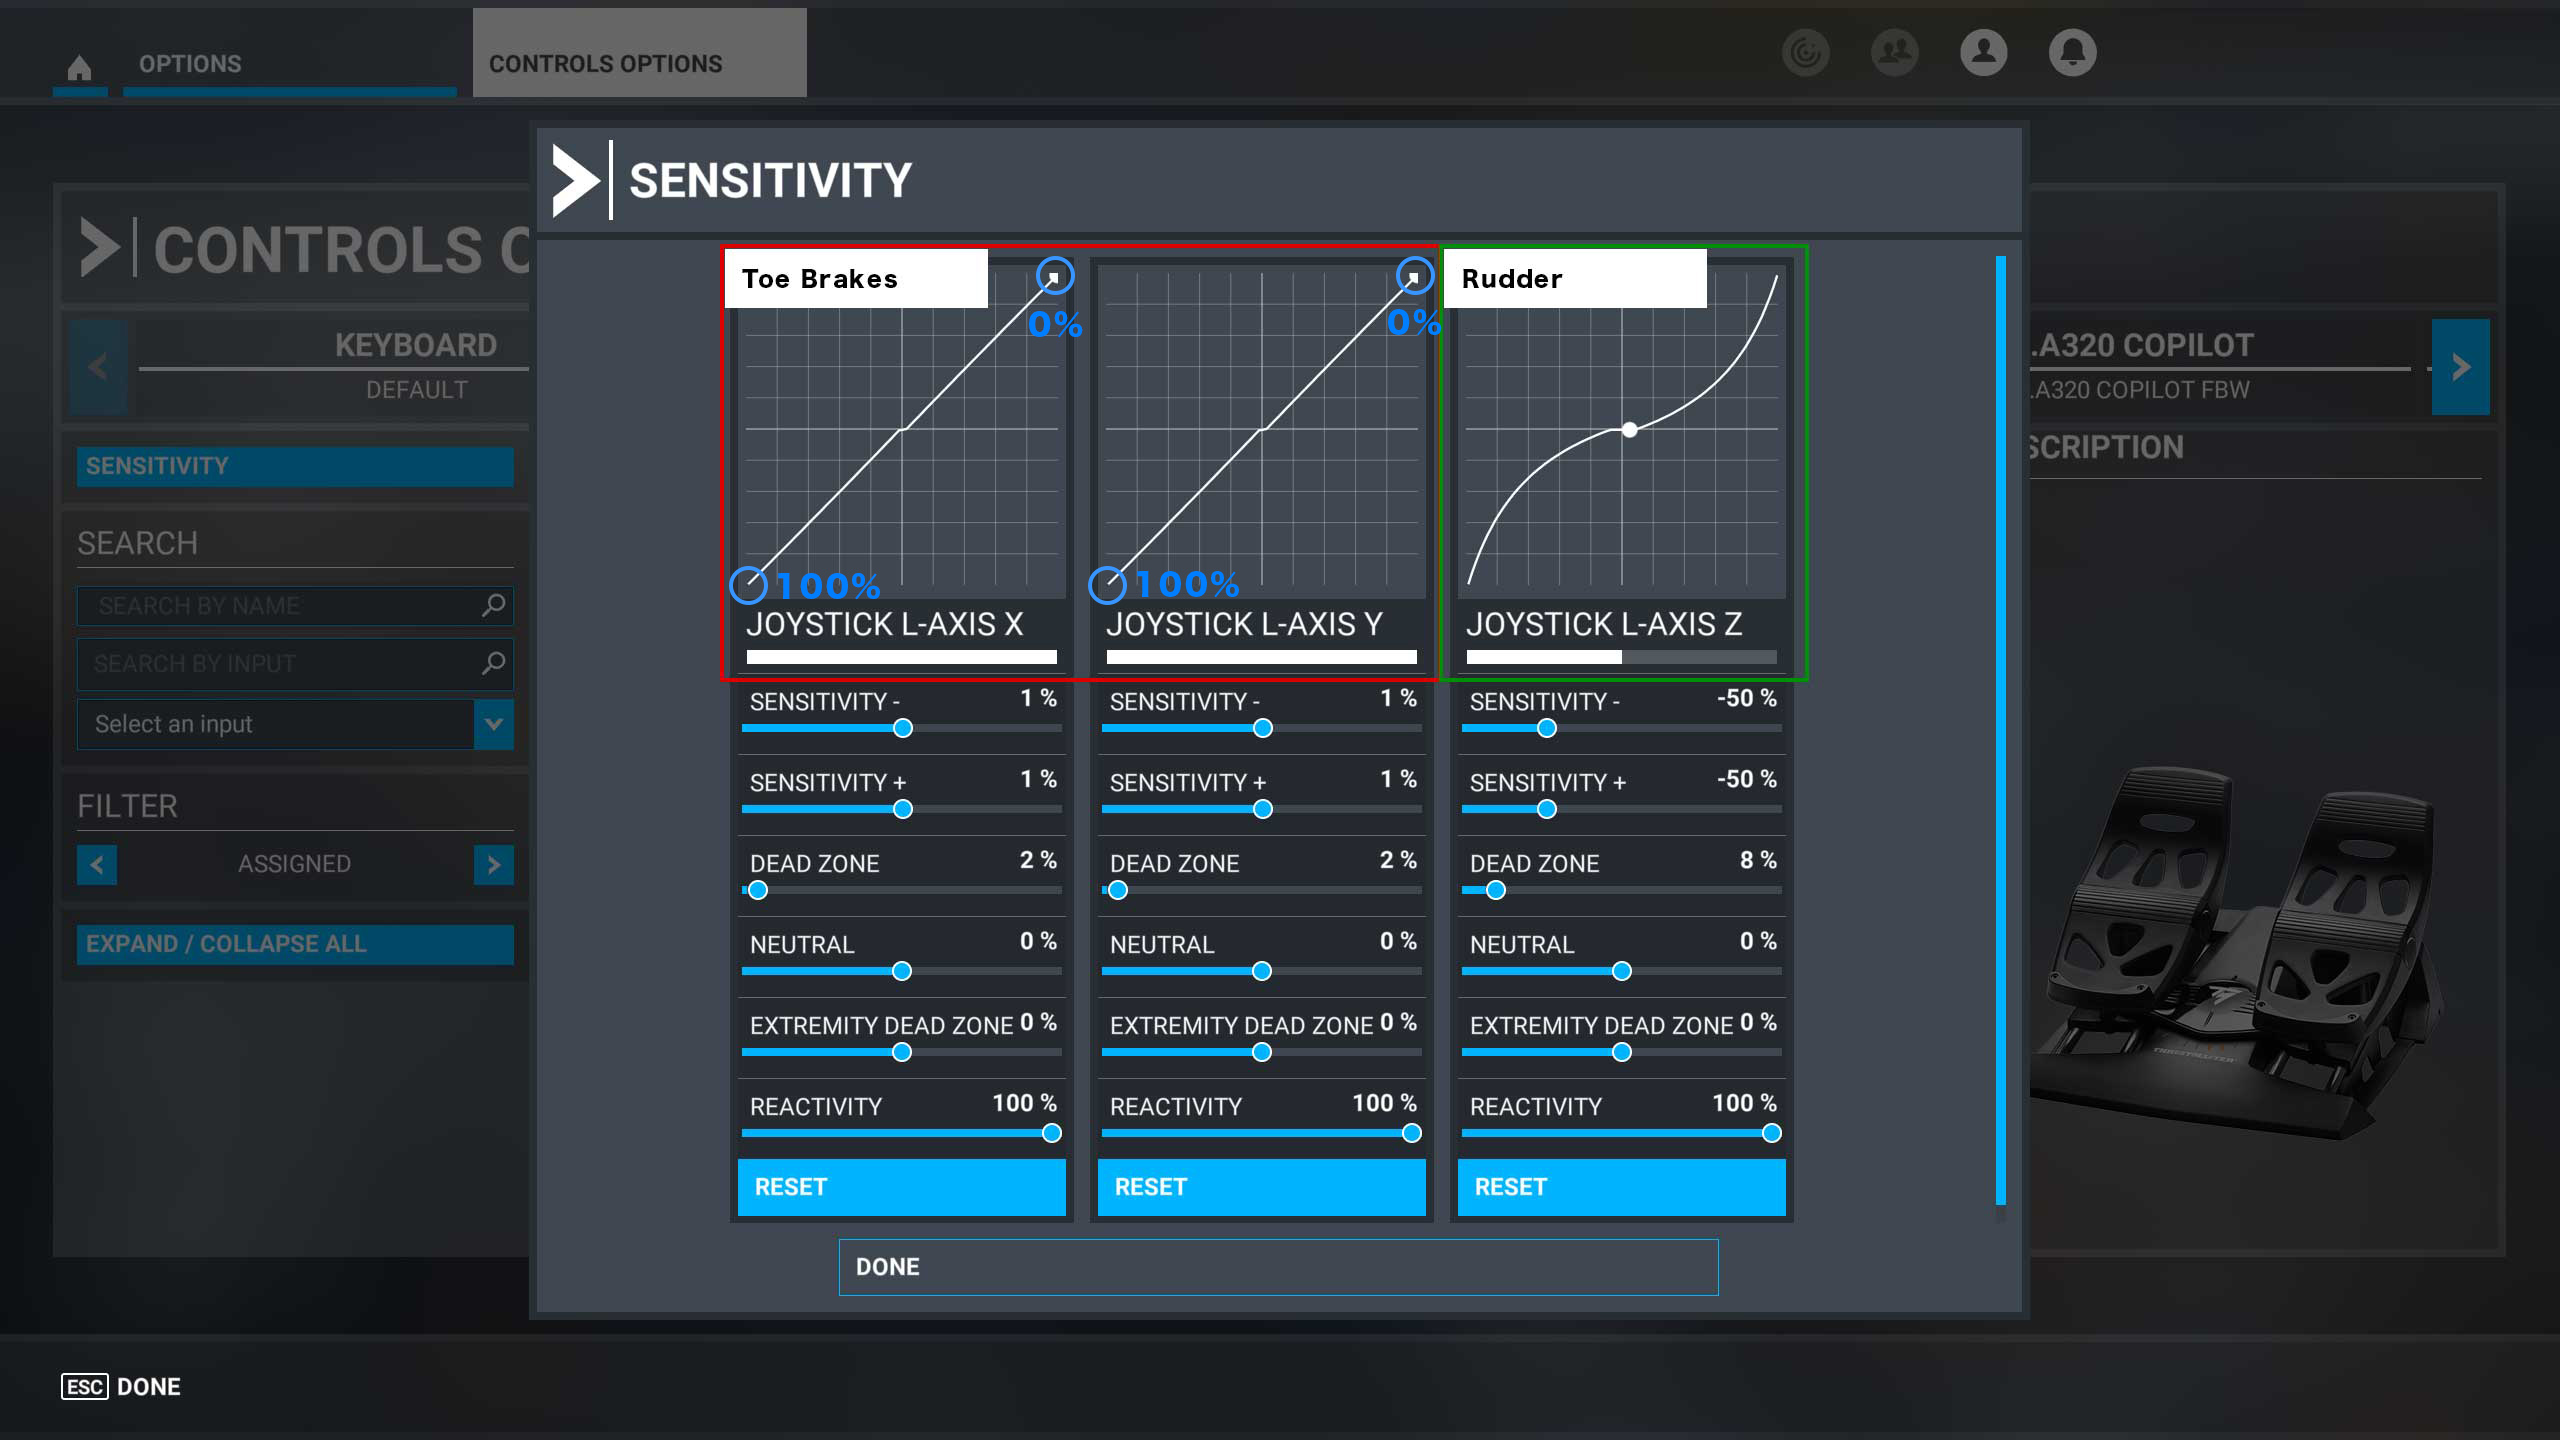 OPTIONS
CONTROLS OPTIONS
SENSITIVITY
CONTROLS O
KEYBOARD
DEFAULT
SENSITIVITY
SEARCH
SEARCH BY NAME
SEARCH BY INPUT
Select an input
FILTER
ASSIGNED
EXPAND / COLLAPSE ALL
Toe Brakes
0%
0%
Rudder
100%
100%
JOYSTICK L-AXIS X
JOYSTICK L-AXIS Y
JOYSTICK L-AXIS Z
SENSITIVITY - 1 %
SENSITIVITY - 1 %
SENSITIVITY - -50 %
SENSITIVITY + 1 %
SENSITIVITY + 1 %
SENSITIVITY + -50 %
DEAD ZONE 2 %
DEAD ZONE 2 %
DEAD ZONE 8 %
NEUTRAL 0 %
NEUTRAL 0 %
NEUTRAL 0 %
EXTREMITY DEAD ZONE 0 %
EXTREMITY DEAD ZONE 0 %
EXTREMITY DEAD ZONE 0 %
REACTIVITY 100 %
REACTIVITY 100 %
REACTIVITY 100 %
RESET
RESET
RESET
DONE
.A320 COPILOT
.A320 COPILOT FBW
SCRIPTION
THRUSTMASTER
ESC DONE